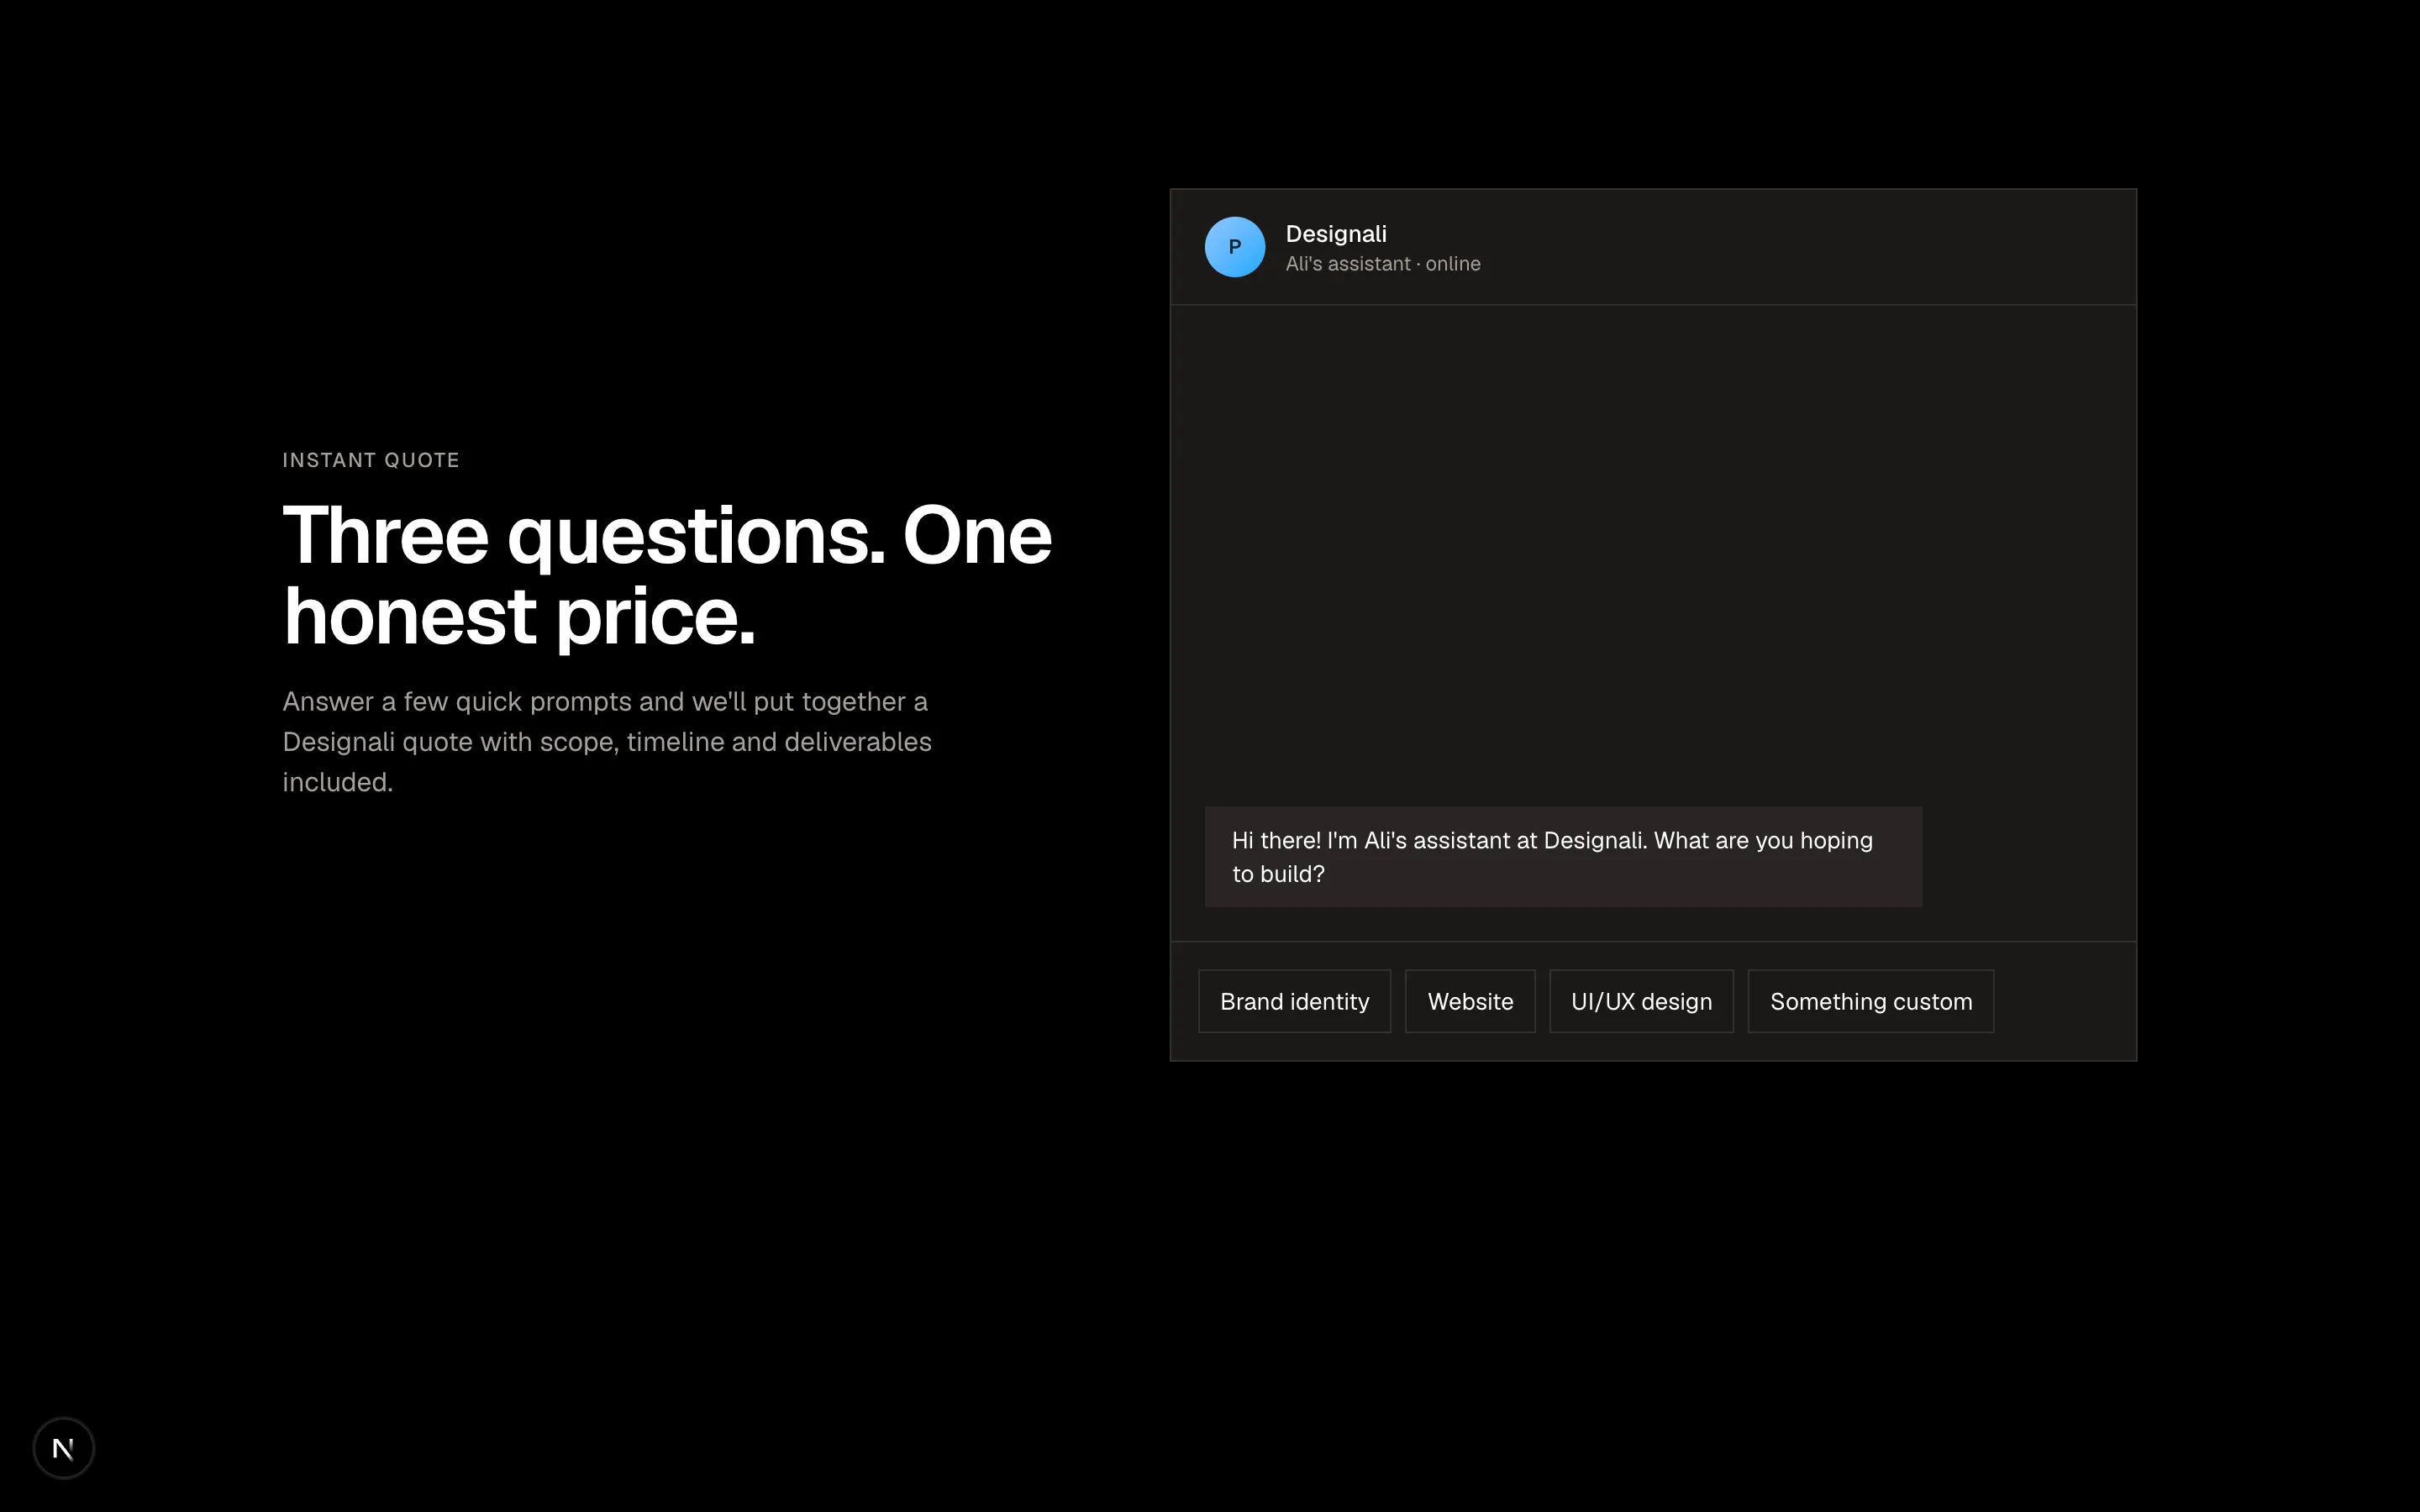 INSTANT QUOTE
Three questions. One
honest price.
Answer a few quick prompts and we'll put together a
Designali quote with scope, timeline and deliverables
included.
P
Designali
Ali's assistant · online
Hi there! I'm Ali's assistant at Designali. What are you hoping
to build?
Brand identity
Website
UI/UX design
Something custom
N